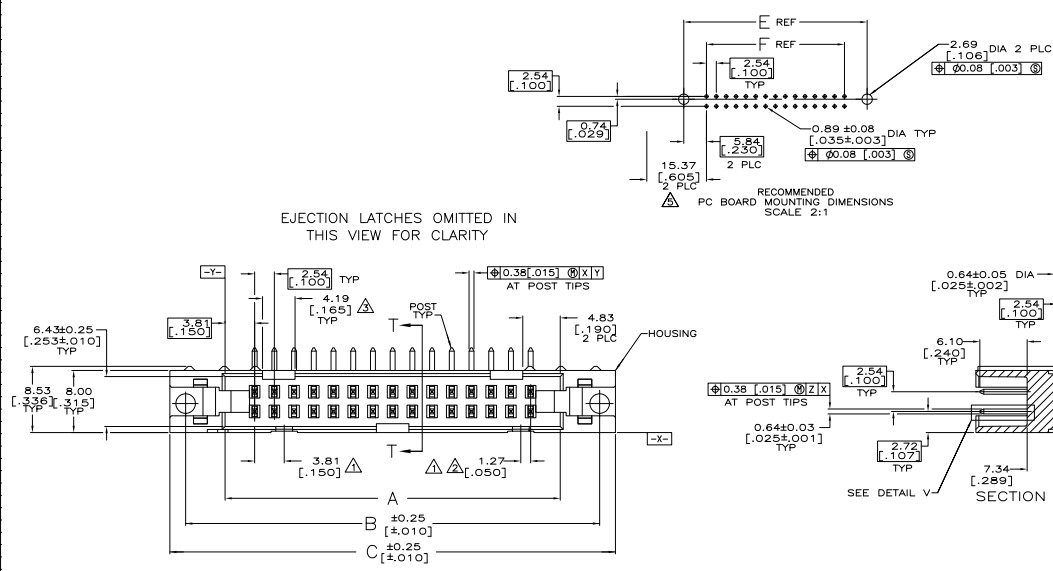 E REF
F REF
2.54
[.100]
TYP
2.54
[.100]
0.74
[.029]
2.69
[.106] DIA 2 PLC
⌖ Ø0.08 [.003] Ⓢ
0.89 ±0.08
[.035±.003] DIA TYP
⌖ Ø0.08 [.003] Ⓢ
5.84
[.230]
2 PLC
15.37
[.605]
2 PLC
5
RECOMMENDED
PC BOARD MOUNTING DIMENSIONS
SCALE 2:1
EJECTION LATCHES OMITTED IN
THIS VIEW FOR CLARITY
-Y-
2.54
[.100] TYP
4.19
[.165]
TYP
3
⌖ 0.38[.015] Ⓜ X Y
AT POST TIPS
POST
TYP
T
4.83
[.190]
2 PLC
HOUSING
3.81
[.150]
6.43±0.25
[.253±.010]
TYP
8.53
[.336]
TYP
8.00
[.315]
TYP
3.81
[.150]
1
T
1
2
1.27
[.050]
-X-
A
B ±0.25
[±.010]
C ±0.25
[±.010]
0.64±0.05 DIA
[.025±.002]
TYP
2.54
[.100]
TYP
6.10
[.240]
TYP
2.54
[.100]
TYP
⌖ 0.38 [.015] Ⓜ Z X
AT POST TIPS
0.64±0.03
[.025±.001]
TYP
2.72
[.107]
TYP
7.34
[.289]
SEE DETAIL V
SECTION